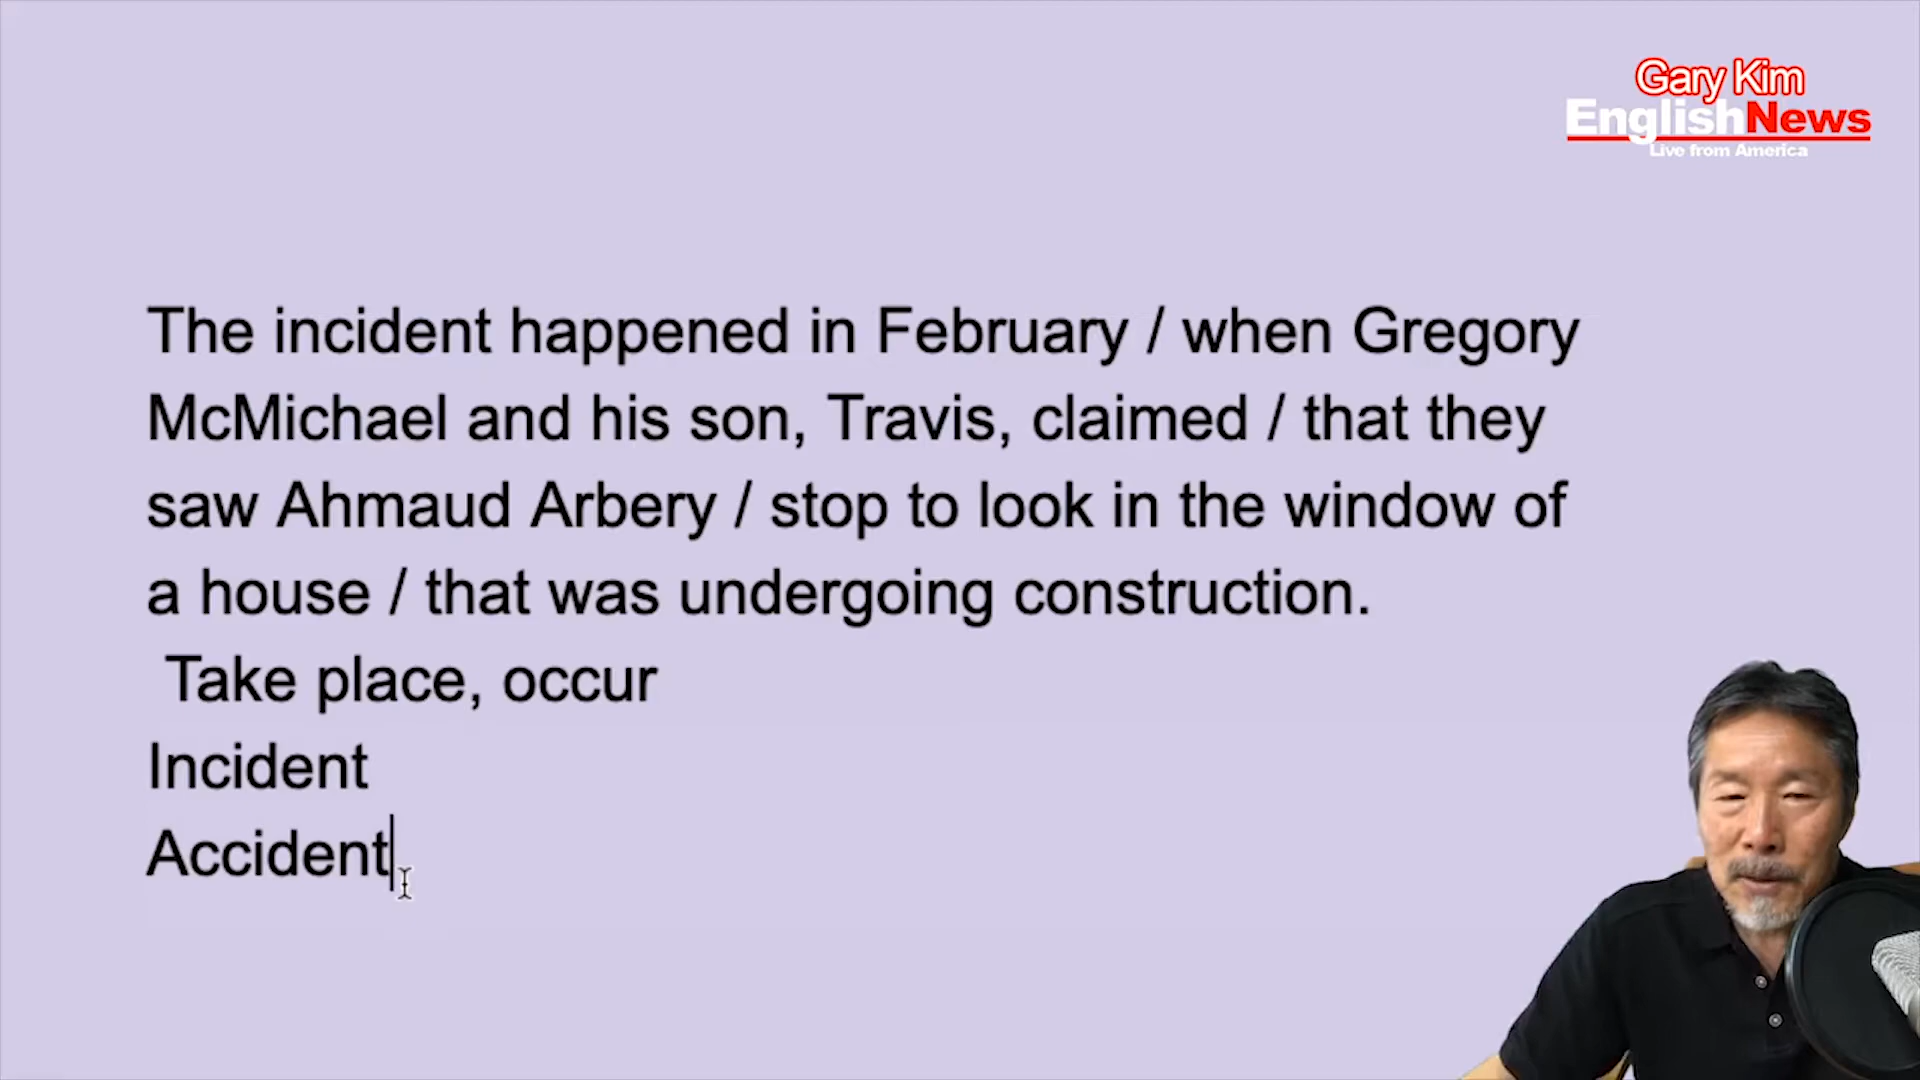 Gary Kim
EnglishNews
Live from America
The incident happened in February / when Gregory
McMichael and his son, Travis, claimed / that they
saw Ahmaud Arbery / stop to look in the window of
a house / that was undergoing construction.
Take place, occur
Incident
Accident